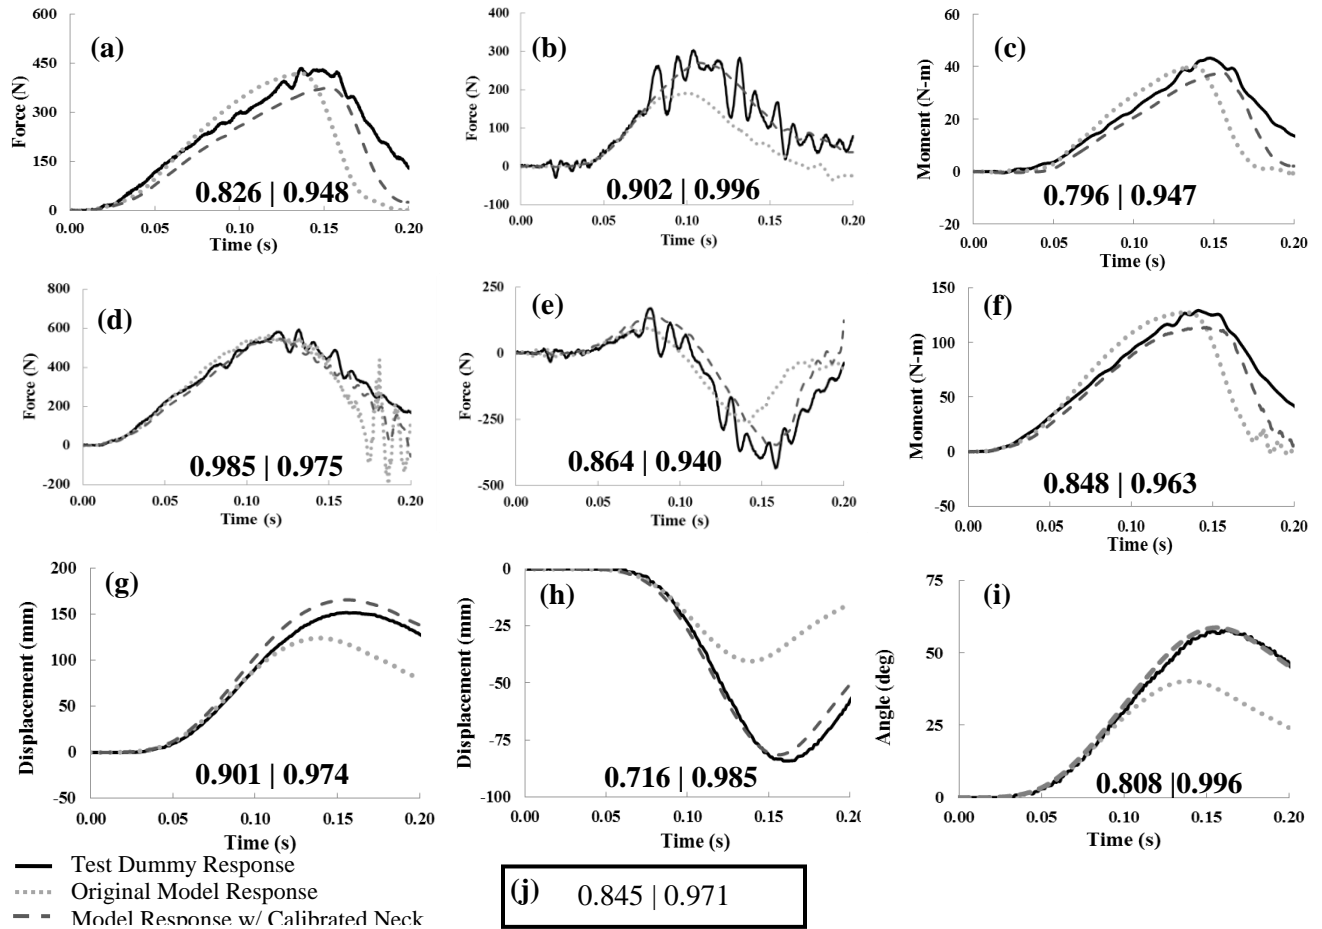 (a)
Force (N)
600
450
300
150
0
0.00 0.05 0.10 0.15 0.20
Time (s)
0.826 | 0.948
(b)
Force (N)
400
300
200
100
0
-100
0.00 0.05 0.10 0.15 0.20
Time (s)
0.902 | 0.996
(c)
Moment (N-m)
60
40
20
0
-20
0.00 0.05 0.10 0.15 0.20
Time (s)
0.796 | 0.947
(d)
Force (N)
800
600
400
200
0
-200
0.00 0.05 0.10 0.15 0.20
Time (s)
0.985 | 0.975
(e)
Force (N)
250
0
-250
-500
0.00 0.05 0.10 0.15 0.20
Time (s)
0.864 | 0.940
(f)
Moment (N-m)
150
100
50
0
-50
0.00 0.05 0.10 0.15 0.20
Time (s)
0.848 | 0.963
(g)
Displacement (mm)
200
150
100
50
0
-50
0.00 0.05 0.10 0.15 0.20
Time (s)
0.901 | 0.974
(h)
Displacement (mm)
0
-25
-50
-75
-100
0.00 0.05 0.10 0.15 0.20
Time (s)
0.716 | 0.985
(i)
Angle (deg)
75
50
25
0
0.00 0.05 0.10 0.15 0.20
Time (s)
0.808 |0.996
Test Dummy Response
Original Model Response
Model Response w/ Calibrated Neck
(j) 0.845 | 0.971